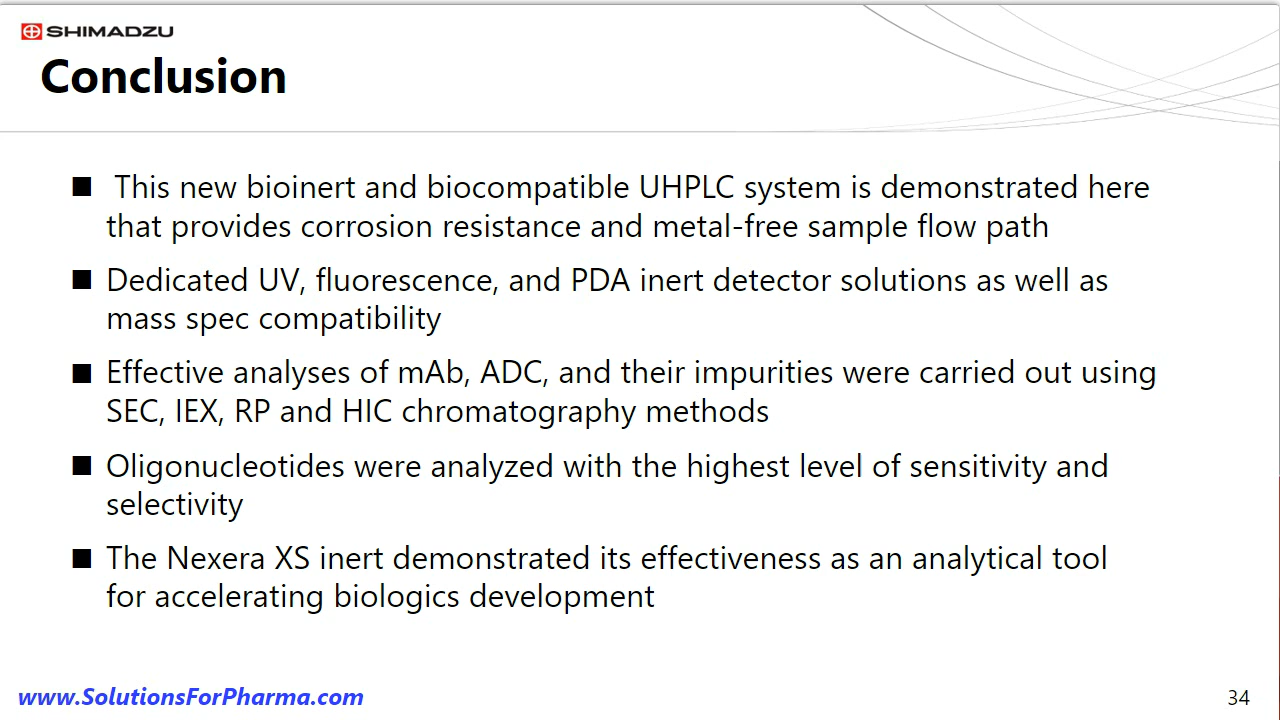 SHIMADZU
Conclusion
■ This new bioinert and biocompatible UHPLC system is demonstrated here
that provides corrosion resistance and metal-free sample flow path
■ Dedicated UV, fluorescence, and PDA inert detector solutions as well as
mass spec compatibility
■ Effective analyses of mAb, ADC, and their impurities were carried out using
SEC, IEX, RP and HIC chromatography methods
■ Oligonucleotides were analyzed with the highest level of sensitivity and
selectivity
■ The Nexera XS inert demonstrated its effectiveness as an analytical tool
for accelerating biologics development
www.SolutionsForPharma.com
34